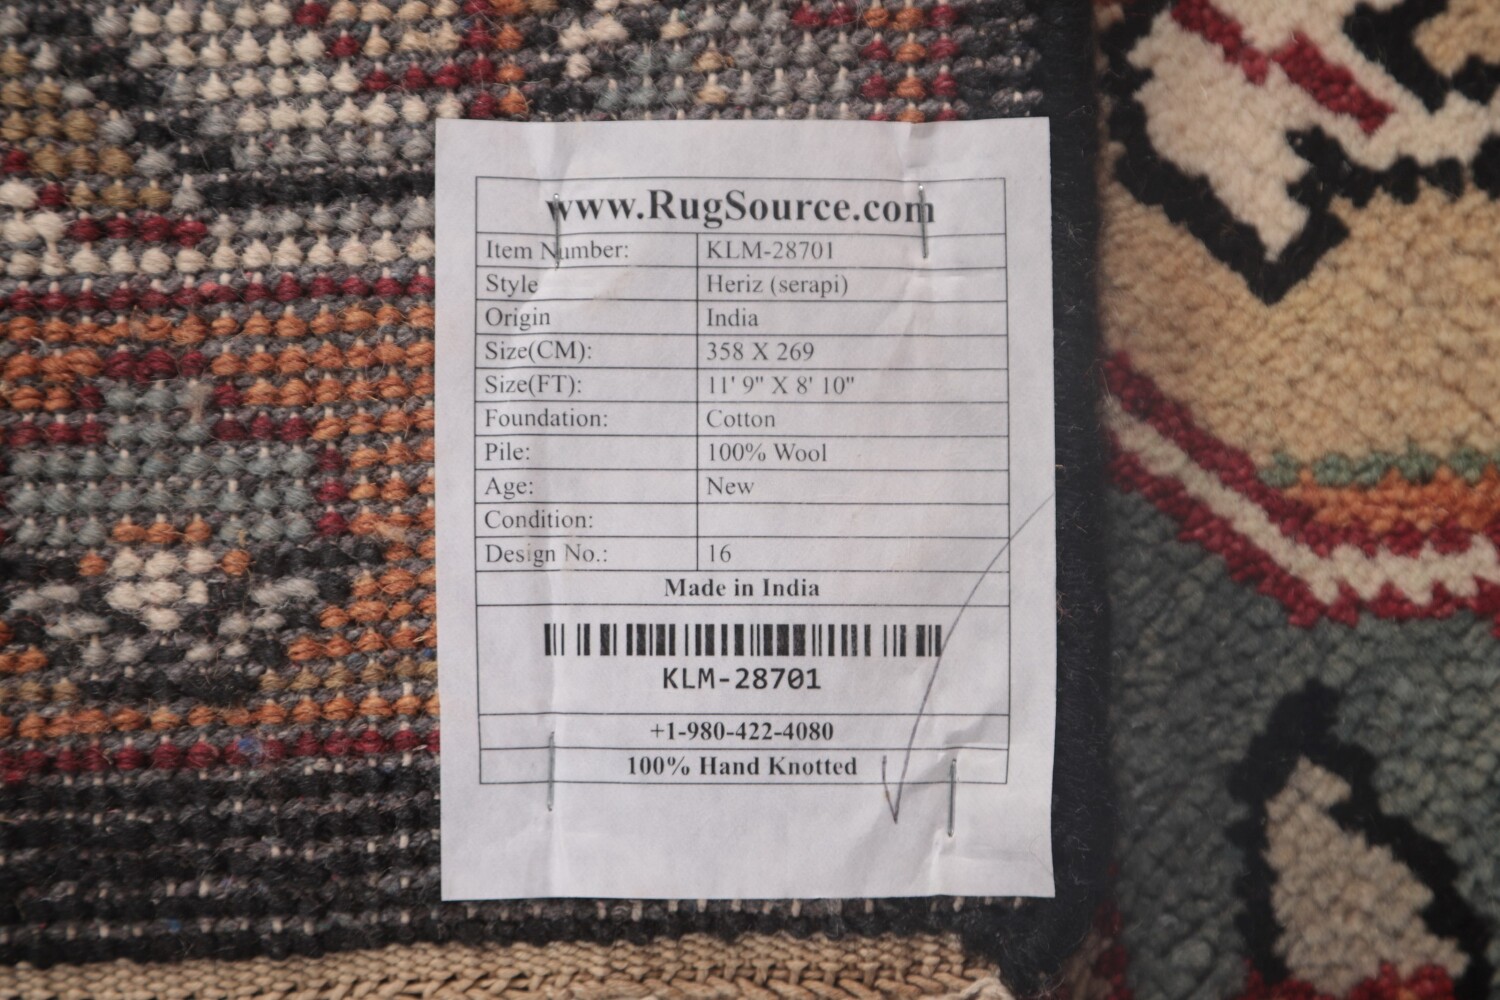 www.RugSource.com
Item Number: KLM-28701
Style Heriz (serapi)
Origin India
Size(CM): 358 X 269
Size(FT): 11' 9" X 8' 10"
Foundation: Cotton
Pile: 100% Wool
Age: New
Condition:
Design No.: 16
Made in India
KLM-28701
+1-980-422-4080
100% Hand Knotted